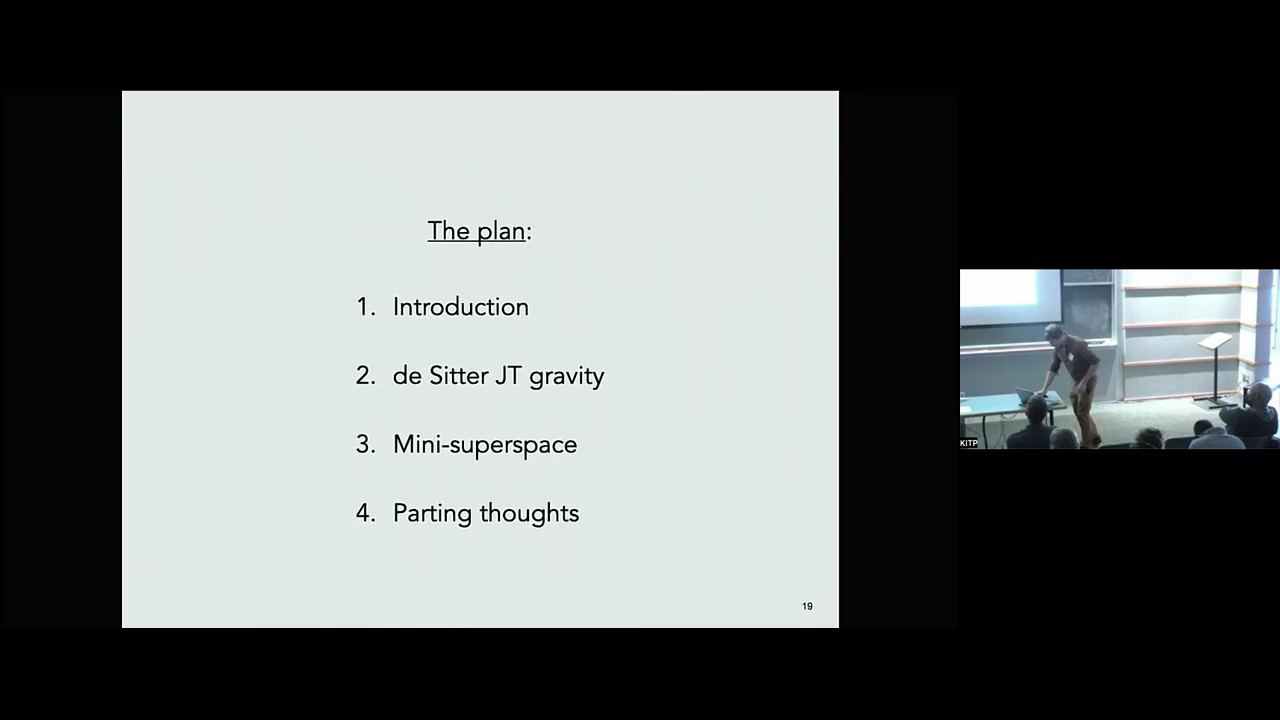 The plan:
1. Introduction
2. de Sitter JT gravity
3. Mini-superspace
4. Parting thoughts
19
KITP